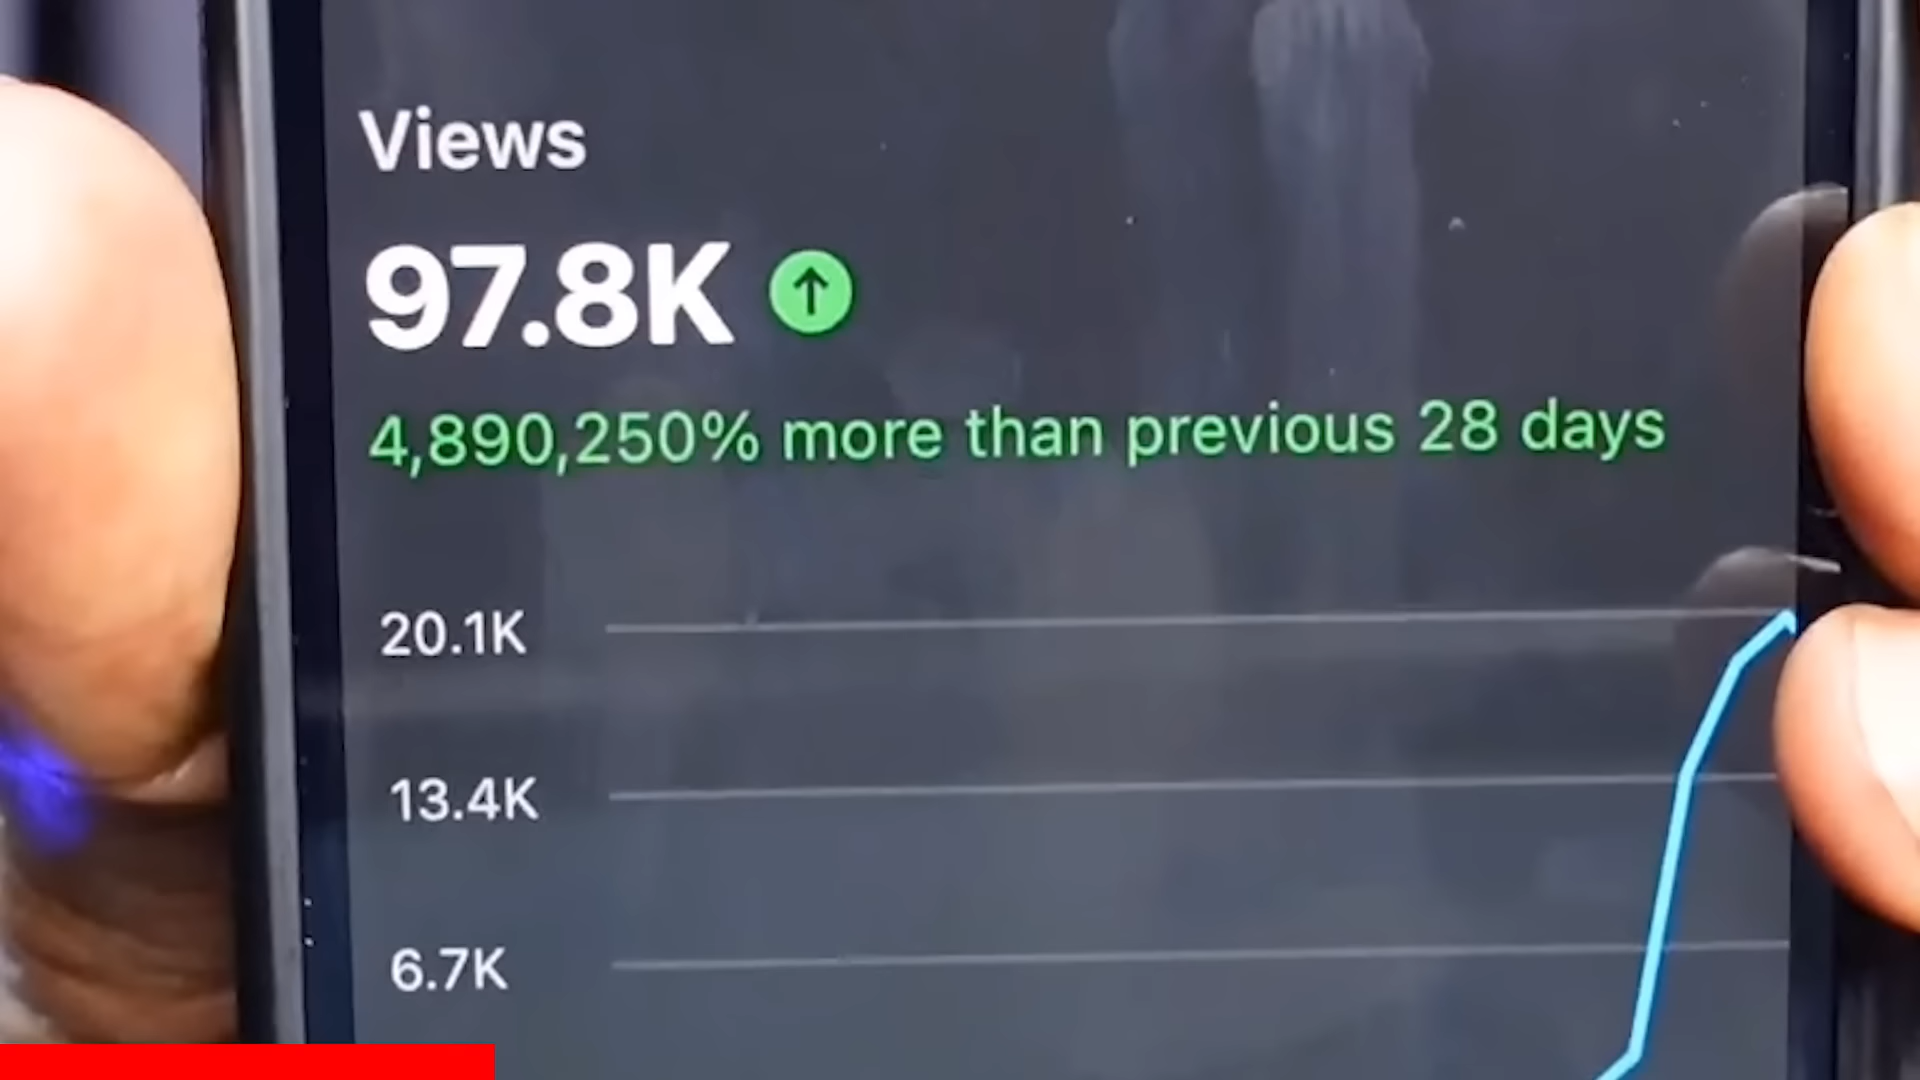 Views
97.8K
4,890,250% more than previous 28 days
20.1K
13.4K
6.7K